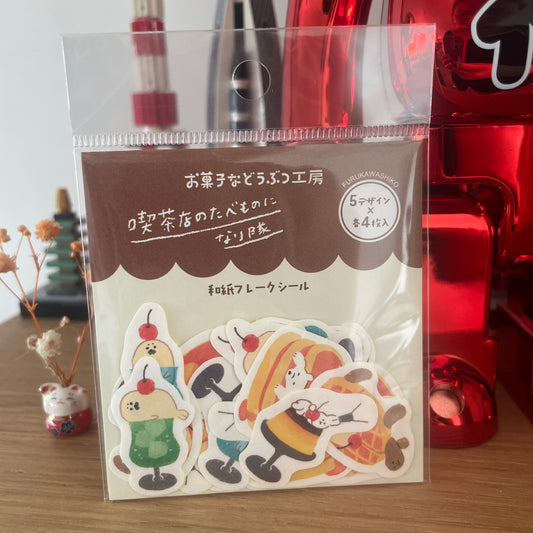 お菓子などうぶつ工房
喫茶店のたべものに
なり隊
FURUKAWASHIKO
5デザイン
×
各4枚入
和紙フレークシール